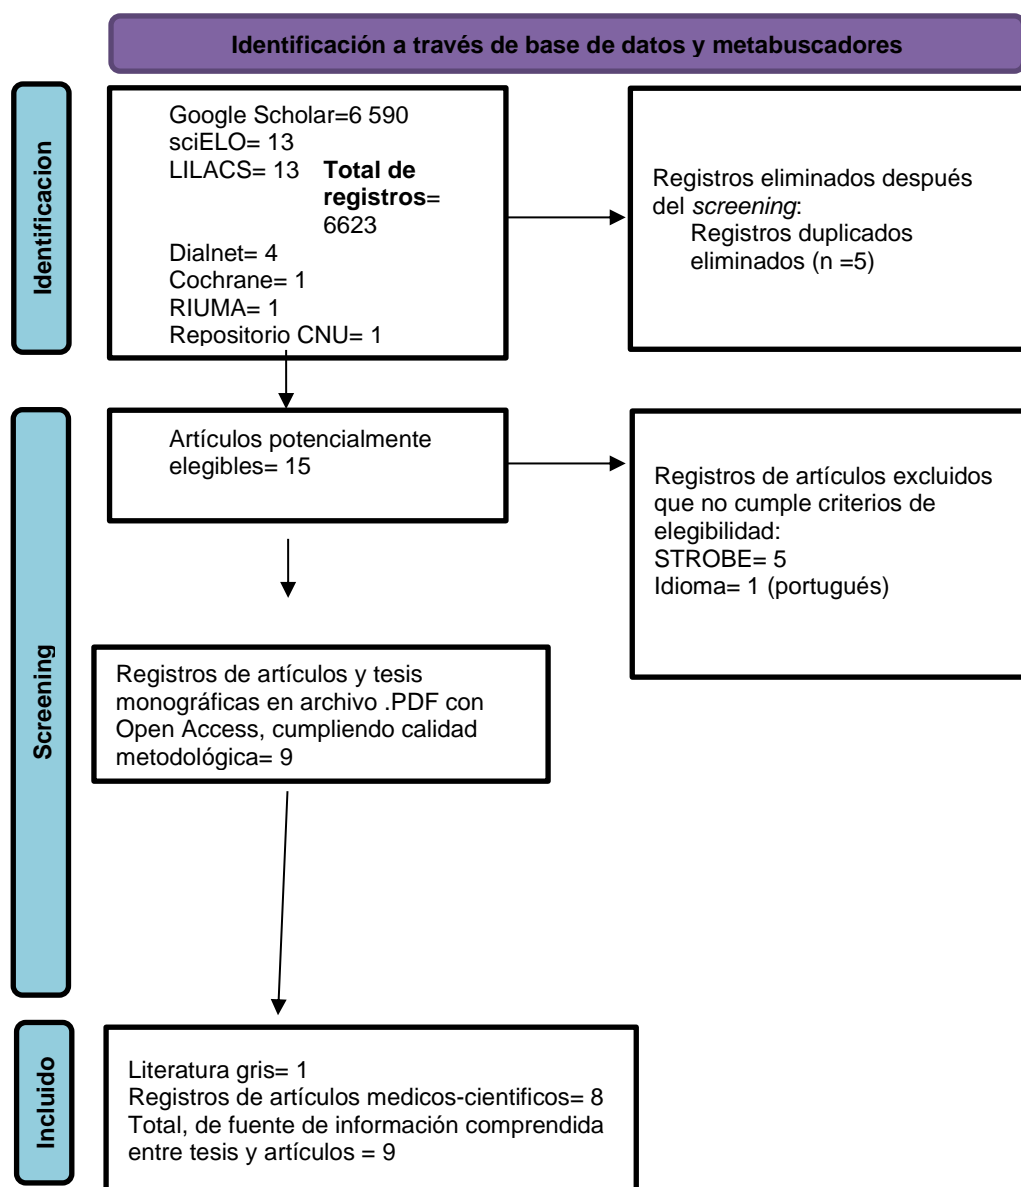 Identificación a través de base de datos y metabuscadores
Identificacion
Google Scholar=6 590
sciELO= 13
LILACS= 13 Total de
registros=
6623
Dialnet= 4
Cochrane= 1
RIUMA= 1
Repositorio CNU= 1
Registros eliminados después
del screening:
Registros duplicados
eliminados (n =5)
Screening
Artículos potencialmente
elegibles= 15
Registros de artículos excluidos
que no cumple criterios de
elegibilidad:
STROBE= 5
Idioma= 1 (portugués)
Registros de artículos y tesis
monográficas en archivo .PDF con
Open Access, cumpliendo calidad
metodológica= 9
Incluido
Literatura gris= 1
Registros de artículos medicos-cientificos= 8
Total, de fuente de información comprendida
entre tesis y artículos = 9